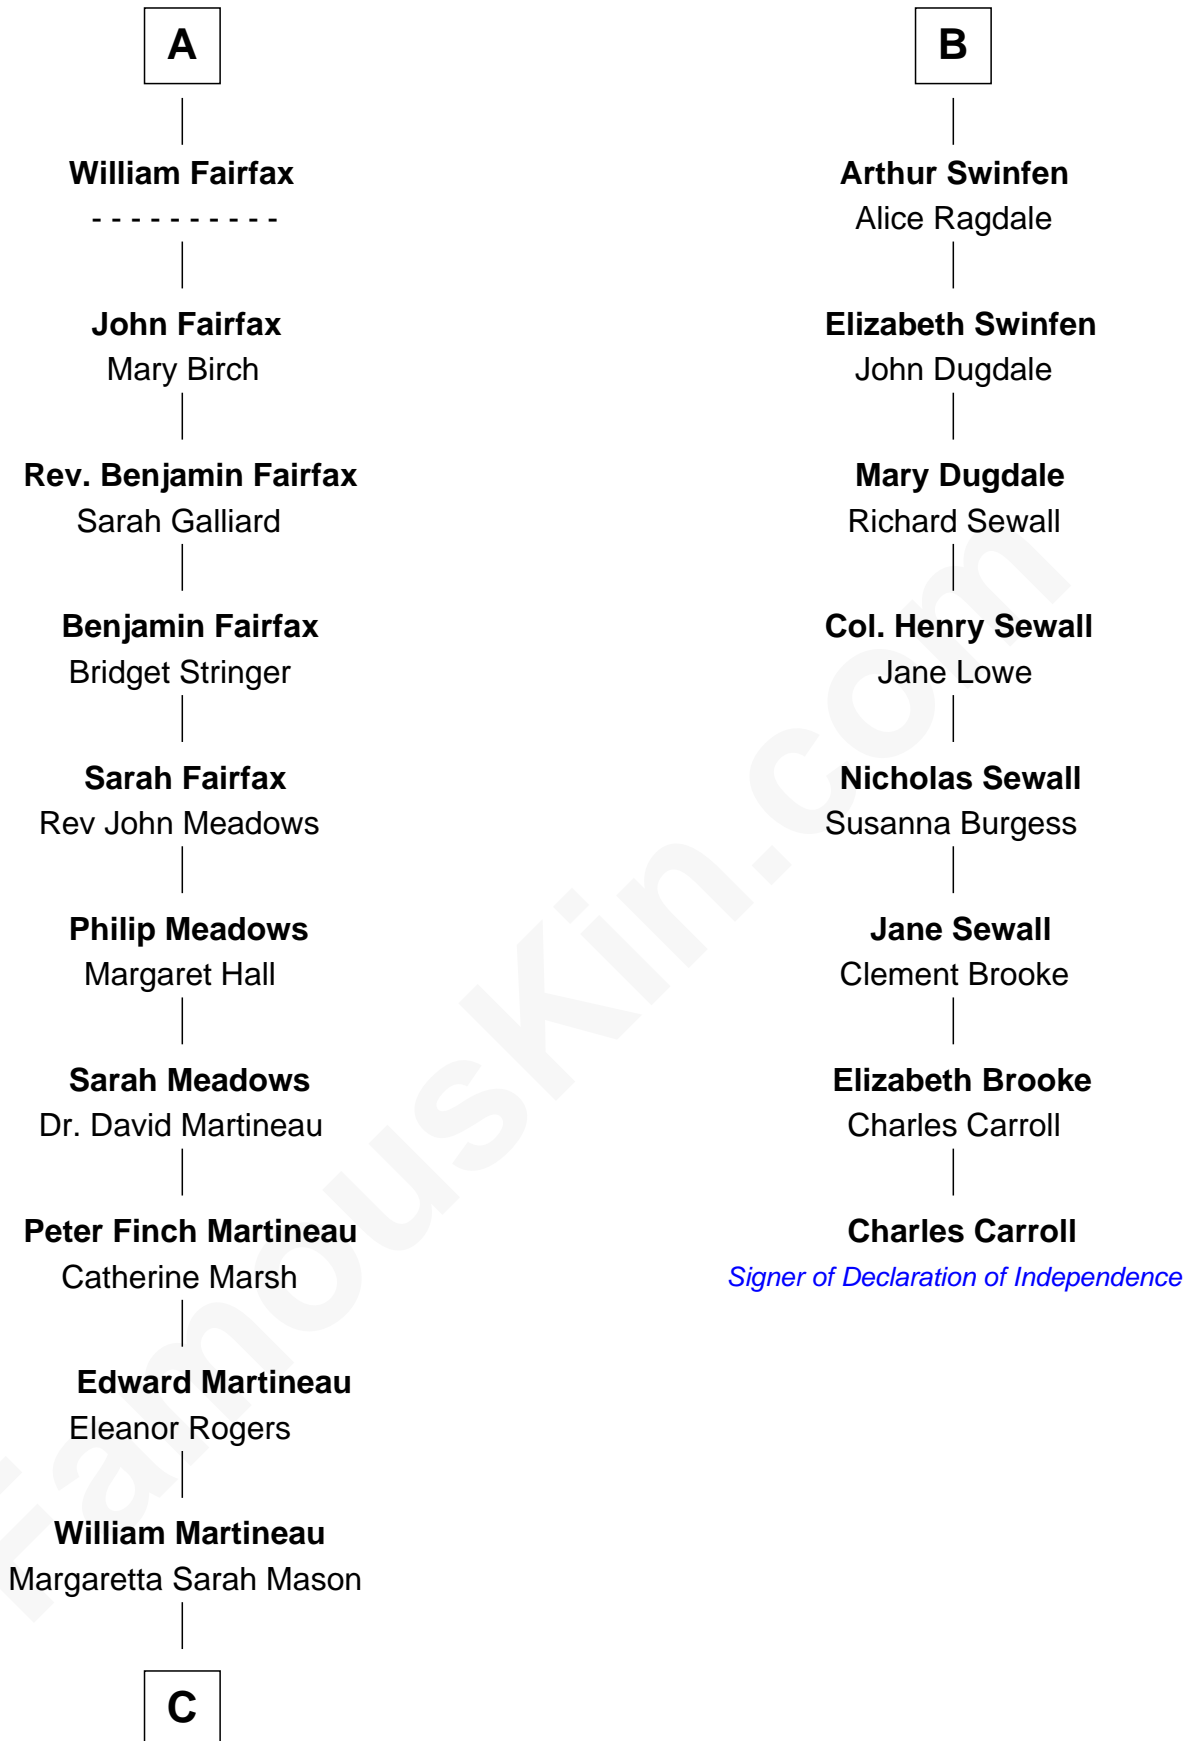 A
William Fairfax
- - - - - - - - - -
John Fairfax
Mary Birch
Rev. Benjamin Fairfax
Sarah Galliard
Benjamin Fairfax
Bridget Stringer
Sarah Fairfax
Rev John Meadows
Philip Meadows
Margaret Hall
Sarah Meadows
Dr. David Martineau
Peter Finch Martineau
Catherine Marsh
Edward Martineau
Eleanor Rogers
William Martineau
Margaretta Sarah Mason
C
B
Arthur Swinfen
Alice Ragdale
Elizabeth Swinfen
John Dugdale
Mary Dugdale
Richard Sewall
Col. Henry Sewall
Jane Lowe
Nicholas Sewall
Susanna Burgess
Jane Sewall
Clement Brooke
Elizabeth Brooke
Charles Carroll
Charles Carroll
Signer of Declaration of Independence
FamousKin.com